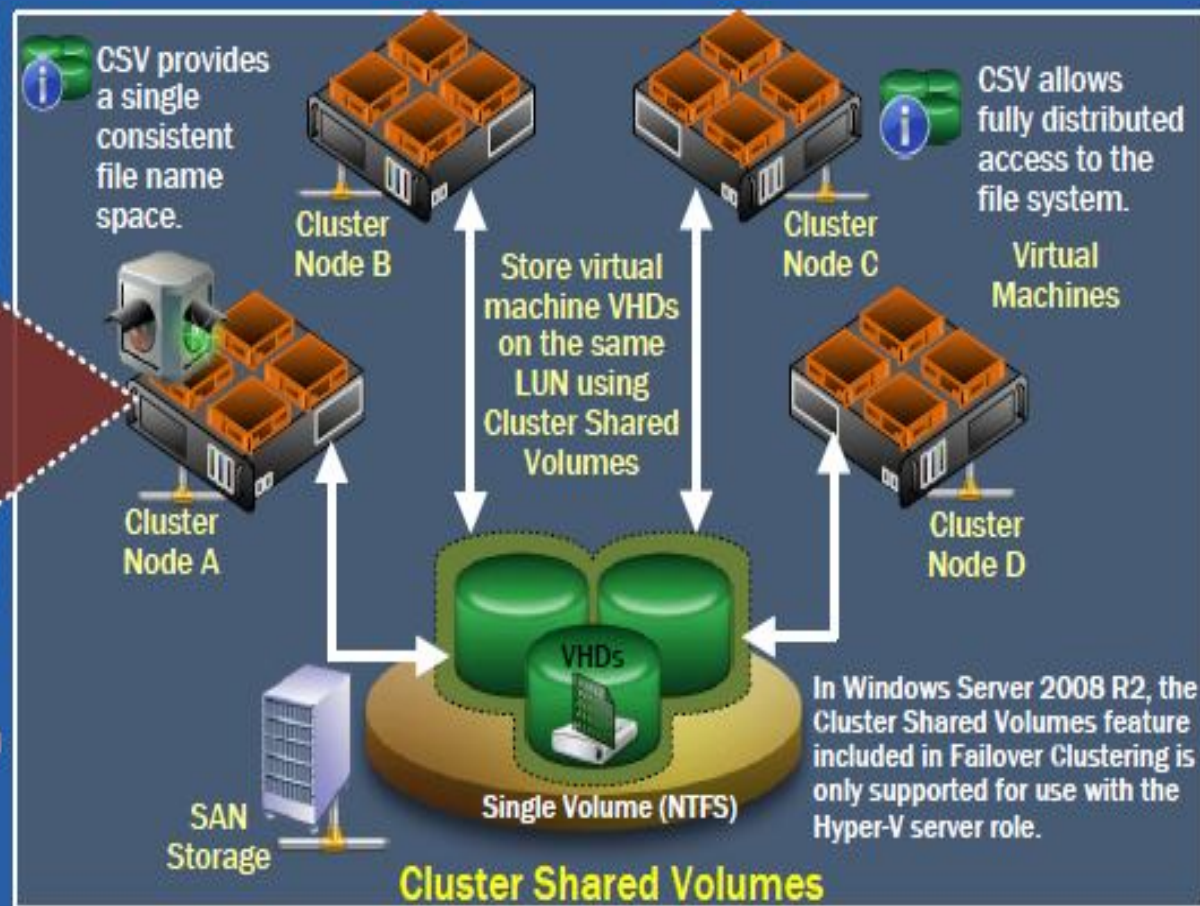 CSV provides
a single
consistent
file name
space.
Cluster
Node B
Store virtual
machine VHDs
on the same
LUN using
Cluster Shared
Volumes
Cluster
Node C
CSV allows
fully distributed
access to the
file system.
Virtual
Machines
Cluster
Node A
Cluster
Node D
VHDs
Single Volume (NTFS)
SAN
Storage
In Windows Server 2008 R2, the
Cluster Shared Volumes feature
included in Failover Clustering is
only supported for use with the
Hyper-V server role.
Cluster Shared Volumes